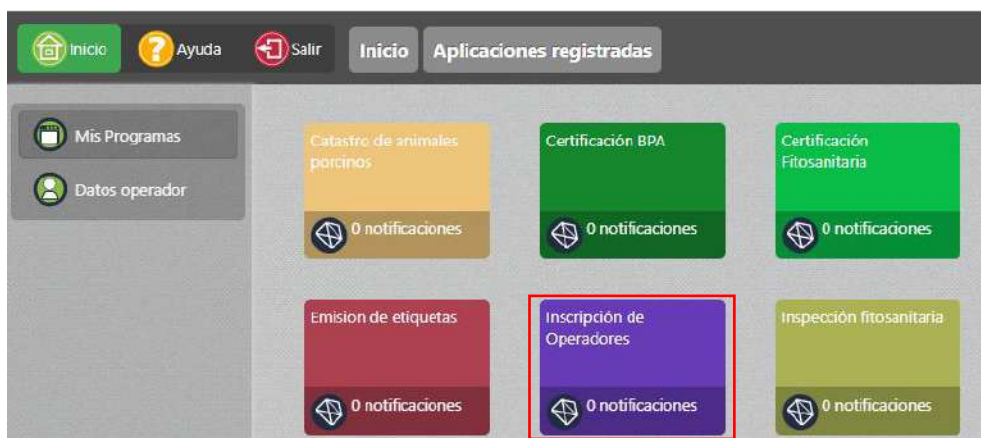 Inicio
Ayuda
Salir
Inicio
Aplicaciones registradas
Mis Programas
Datos operador
Catastro de animales
porcinos
0 notificaciones
Certificación BPA
0 notificaciones
Certificación
Fitosanitaria
0 notificaciones
Emision de etiquetas
0 notificaciones
Inscripción de
Operadores
0 notificaciones
Inspección fitosanitaria
0 notificaciones